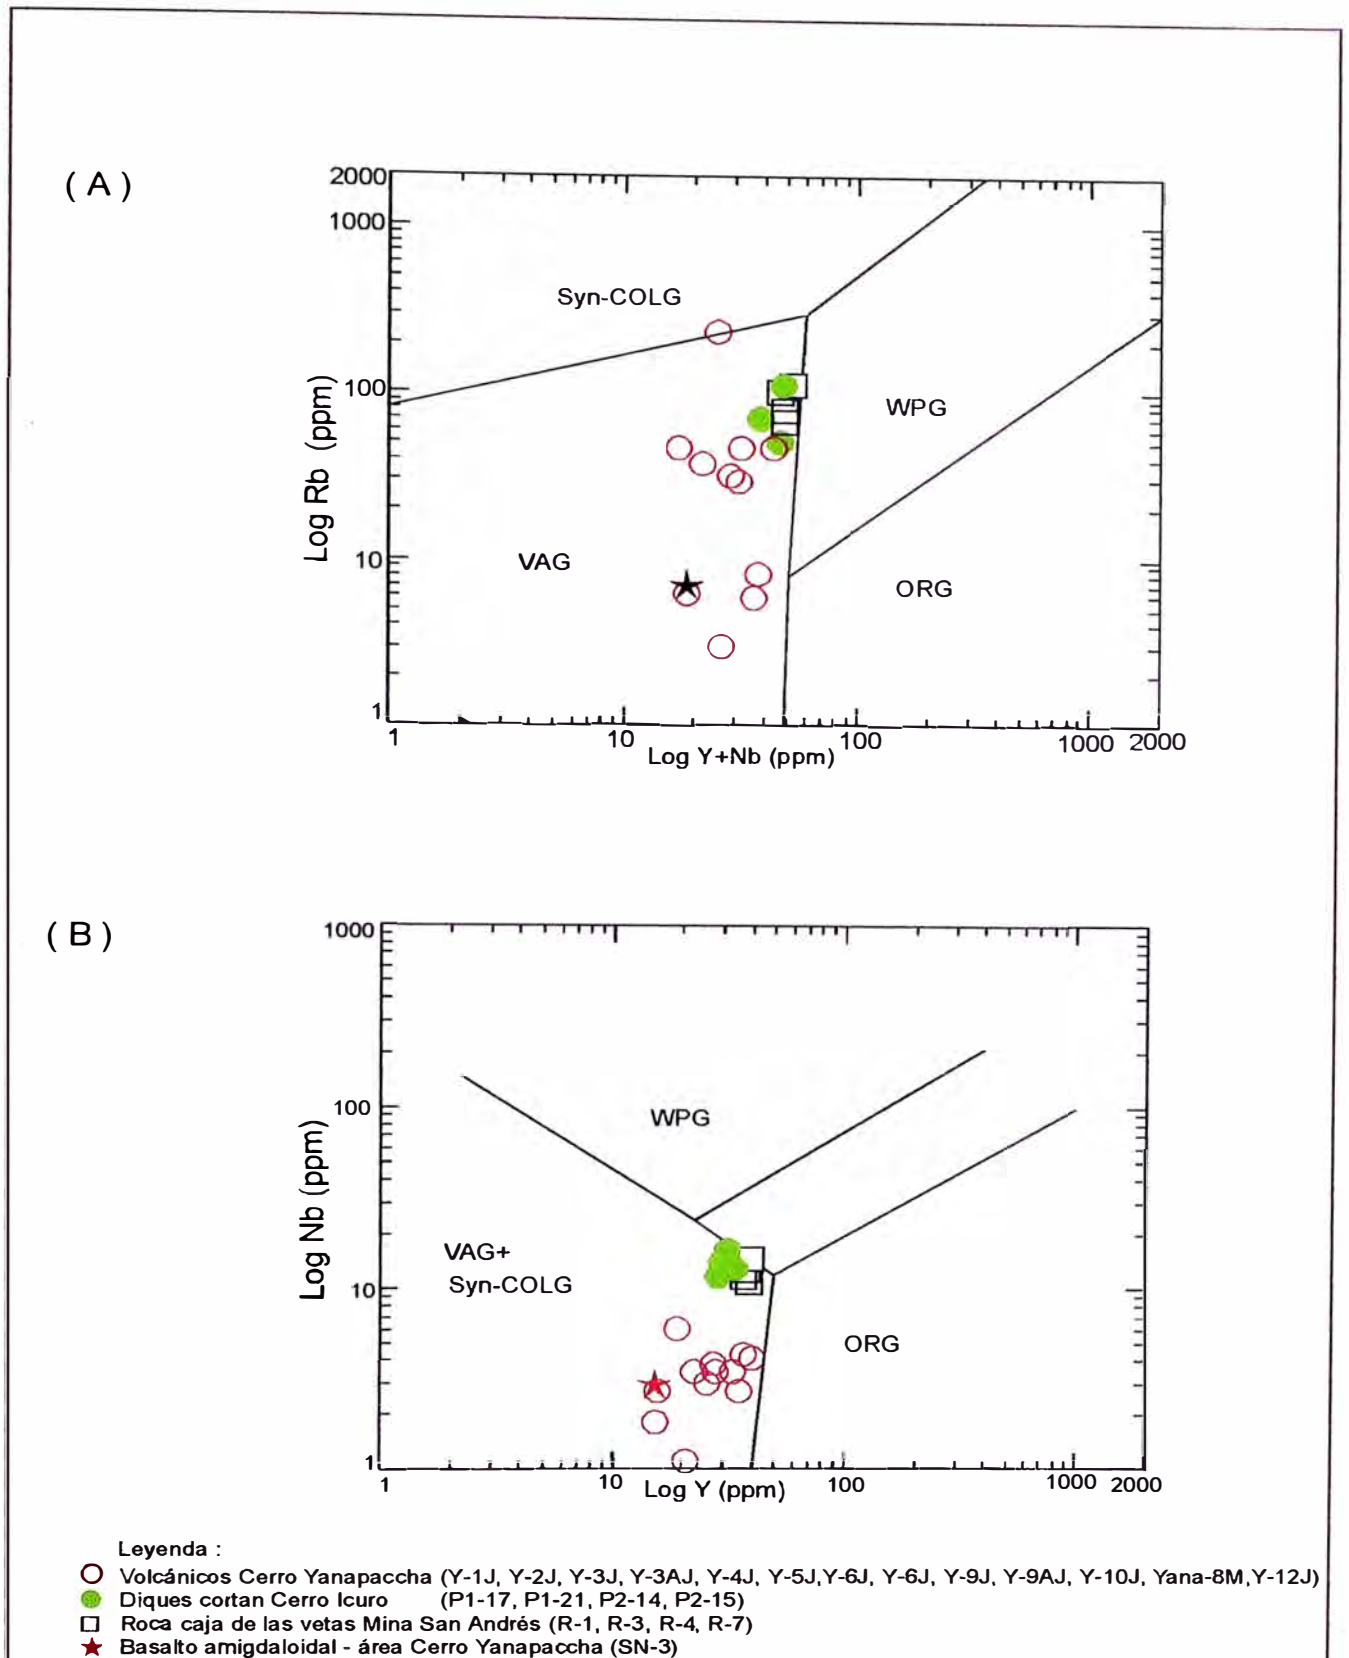 ( A )
2000
1000
100
10
1
Log Rb (ppm)
Syn-COLG
WPG
VAG
ORG
1 10 100 1000 2000
Log Y+Nb (ppm)
( B )
1000
100
10
1
Log Nb (ppm)
WPG
VAG+
Syn-COLG
ORG
1 10 100 1000 2000
Log Y (ppm)
Leyenda :
Volcánicos Cerro Yanapaccha (Y-1J, Y-2J, Y-3J, Y-3AJ, Y-4J, Y-5J,Y-6J, Y-6J, Y-9J, Y-9AJ, Y-10J, Yana-8M,Y-12J)
Diques cortan Cerro Icuro (P1-17, P1-21, P2-14, P2-15)
Roca caja de las vetas Mina San Andrés (R-1, R-3, R-4, R-7)
Basalto amigdaloidal - área Cerro Yanapaccha (SN-3)